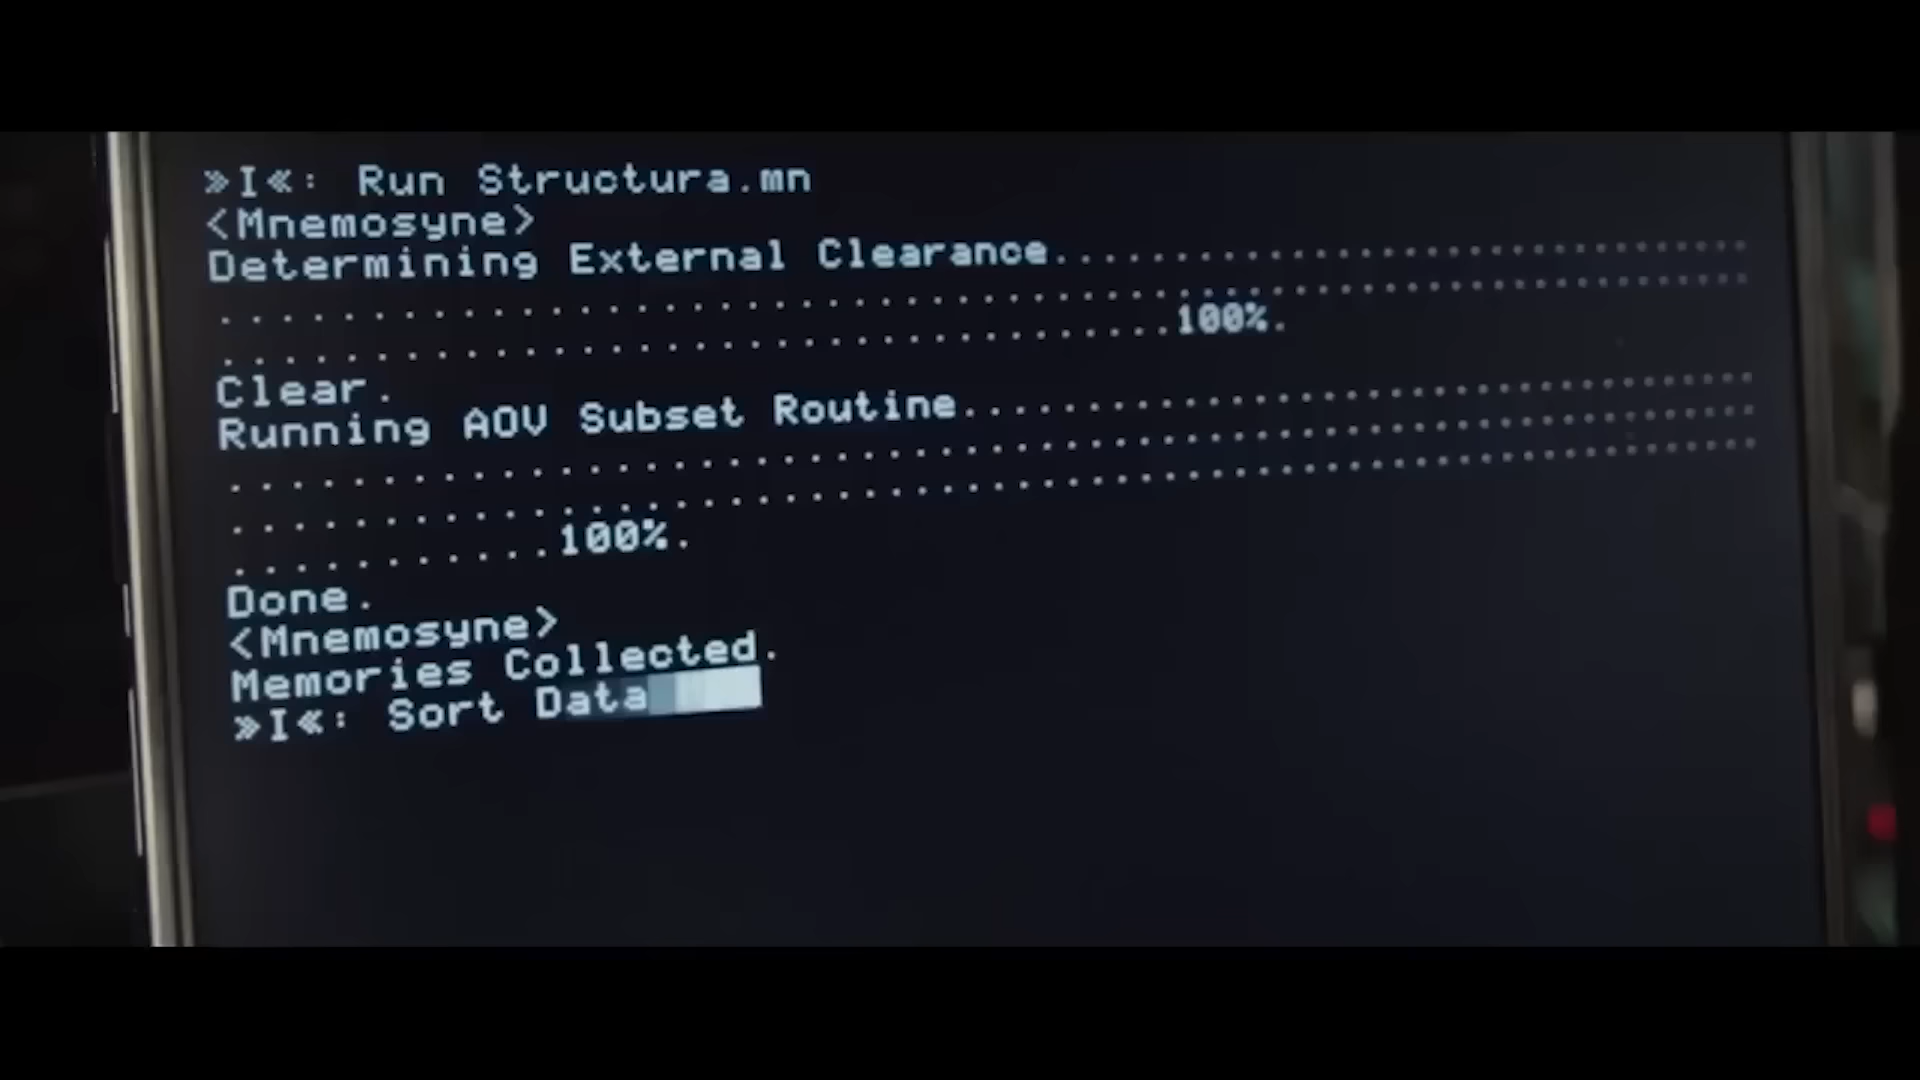 »I«: Run Structura.mn
<Mnemosyne>
Determining External Clearance.......................
..................................................
...............................100%.
Clear.
Running AOV Subset Routine..........................
..................................................
..................................................
...........100%.
Done.
<Mnemosyne>
Memories Collected.
»I«: Sort Data